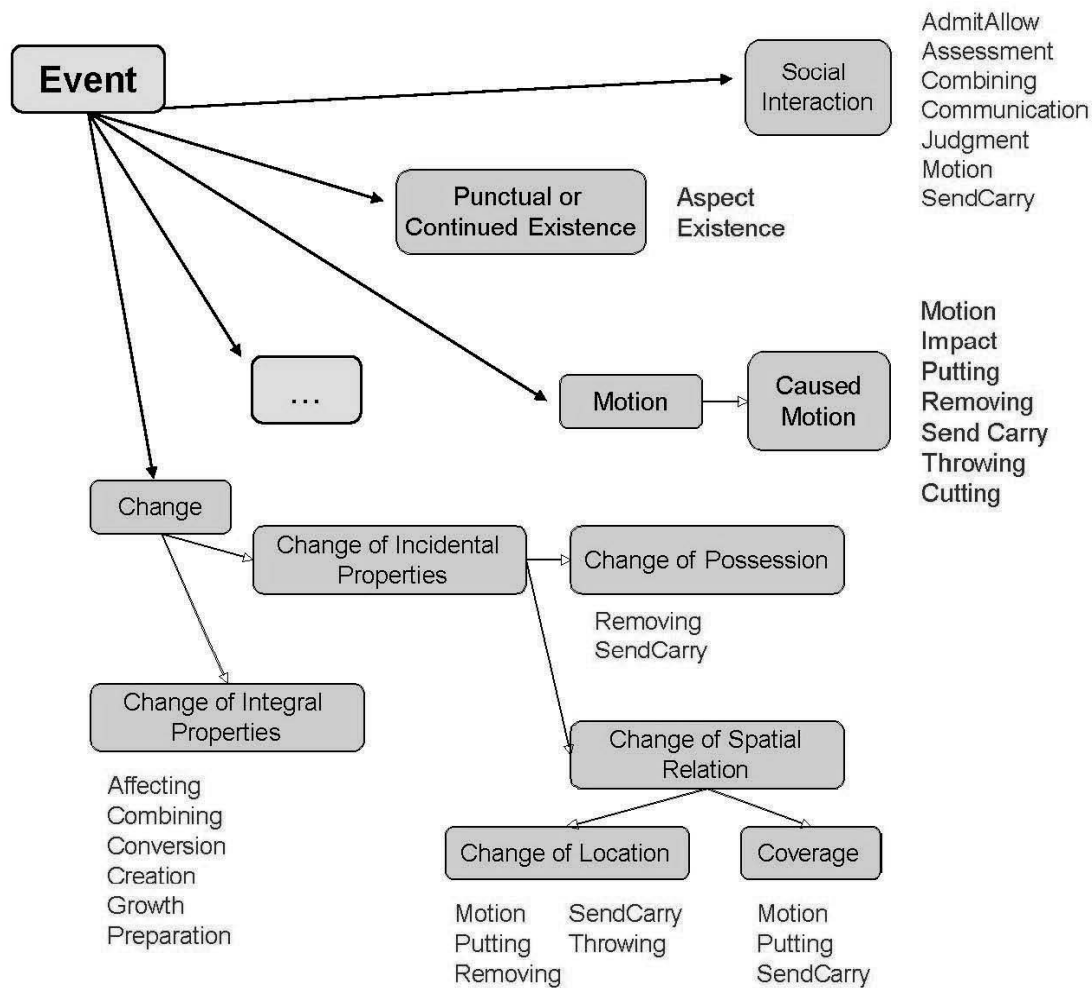 Event
Social
Interaction
AdmitAllow
Assessment
Combining
Communication
Judgment
Motion
SendCarry
Punctual or
Continued Existence
Aspect
Existence
...
Motion
Caused
Motion
Motion
Impact
Putting
Removing
Send Carry
Throwing
Cutting
Change
Change of Incidental
Properties
Change of Possession
Removing
SendCarry
Change of Integral
Properties
Affecting
Combining
Conversion
Creation
Growth
Preparation
Change of Spatial
Relation
Change of Location
Coverage
Motion
Putting
Removing
SendCarry
Throwing
Motion
Putting
SendCarry